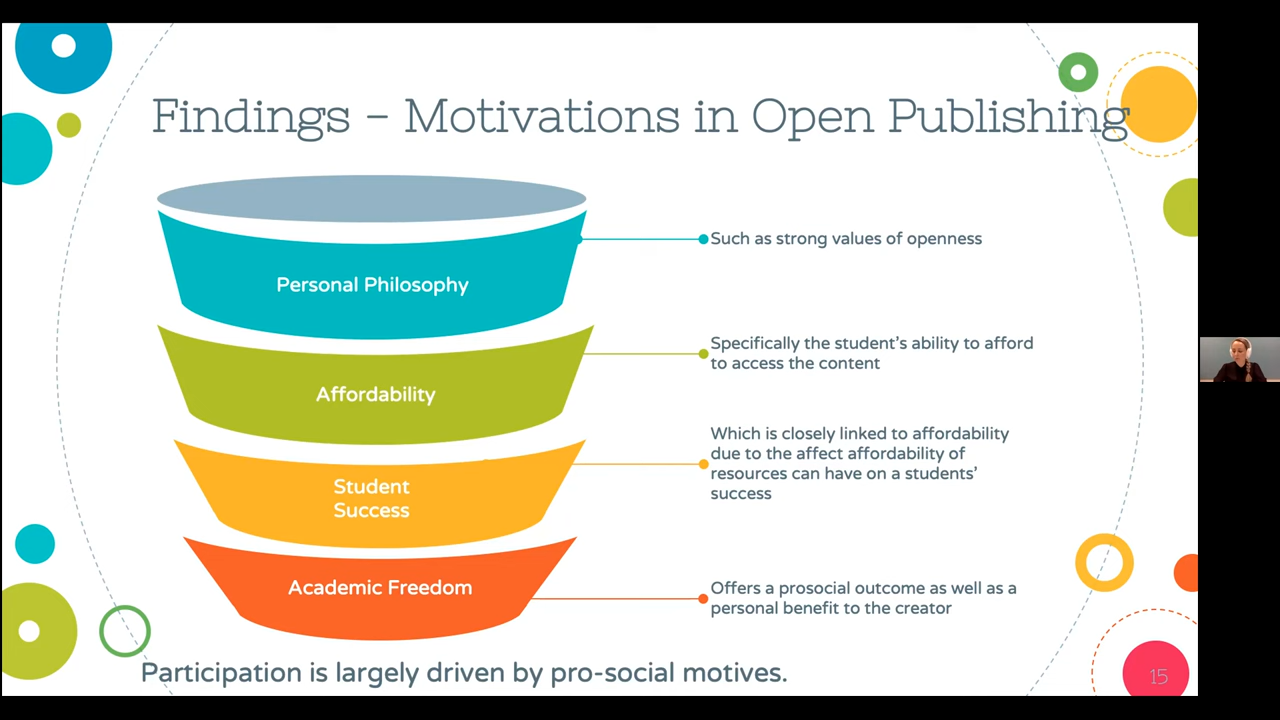 Findings – Motivations in Open Publishing
Personal Philosophy
Such as strong values of openness
Affordability
Specifically the student's ability to afford
to access the content
Student
Success
Which is closely linked to affordability
due to the affect affordability of
resources can have on a students'
success
Academic Freedom
Offers a prosocial outcome as well as a
personal benefit to the creator
Participation is largely driven by pro-social motives.
15